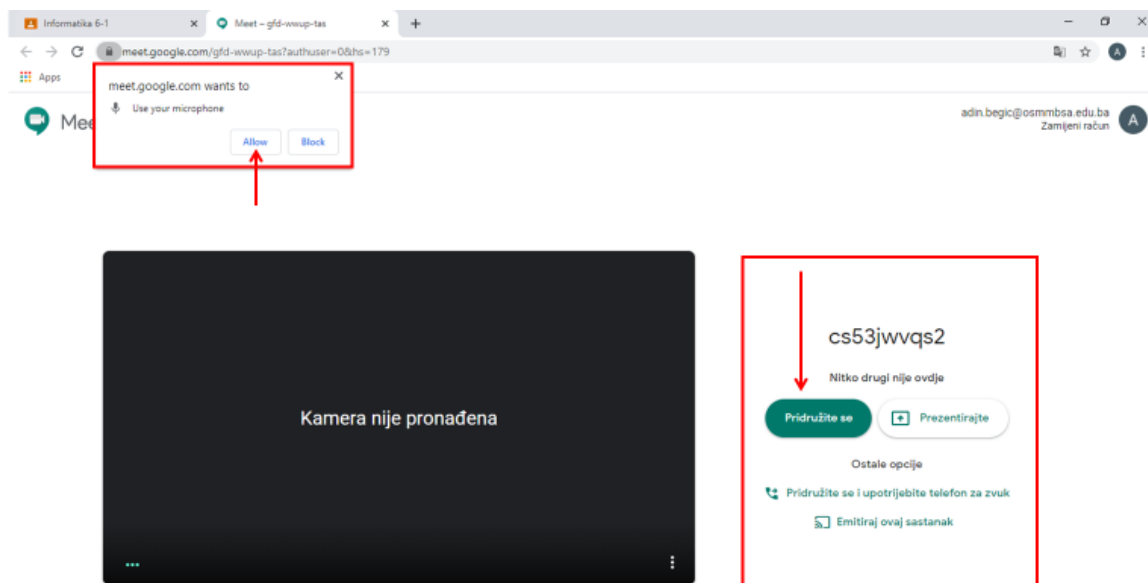 Informatika 6-1
Meet – gfd-wwup-tas
meet.google.com/gfd-wwup-tas?authuser=0&hs=179
Apps
meet.google.com wants to
Use your microphone
Allow
Block
Mee
adin.begic@osmmbsa.edu.ba
Zamijeni račun
A
A
Kamera nije pronađena
cs53jwvqs2
Nitko drugi nije ovdje
Pridružite se
Prezentirajte
Ostale opcije
Pridružite se i upotrijebite telefon za zvuk
Emitiraj ovaj sastanak